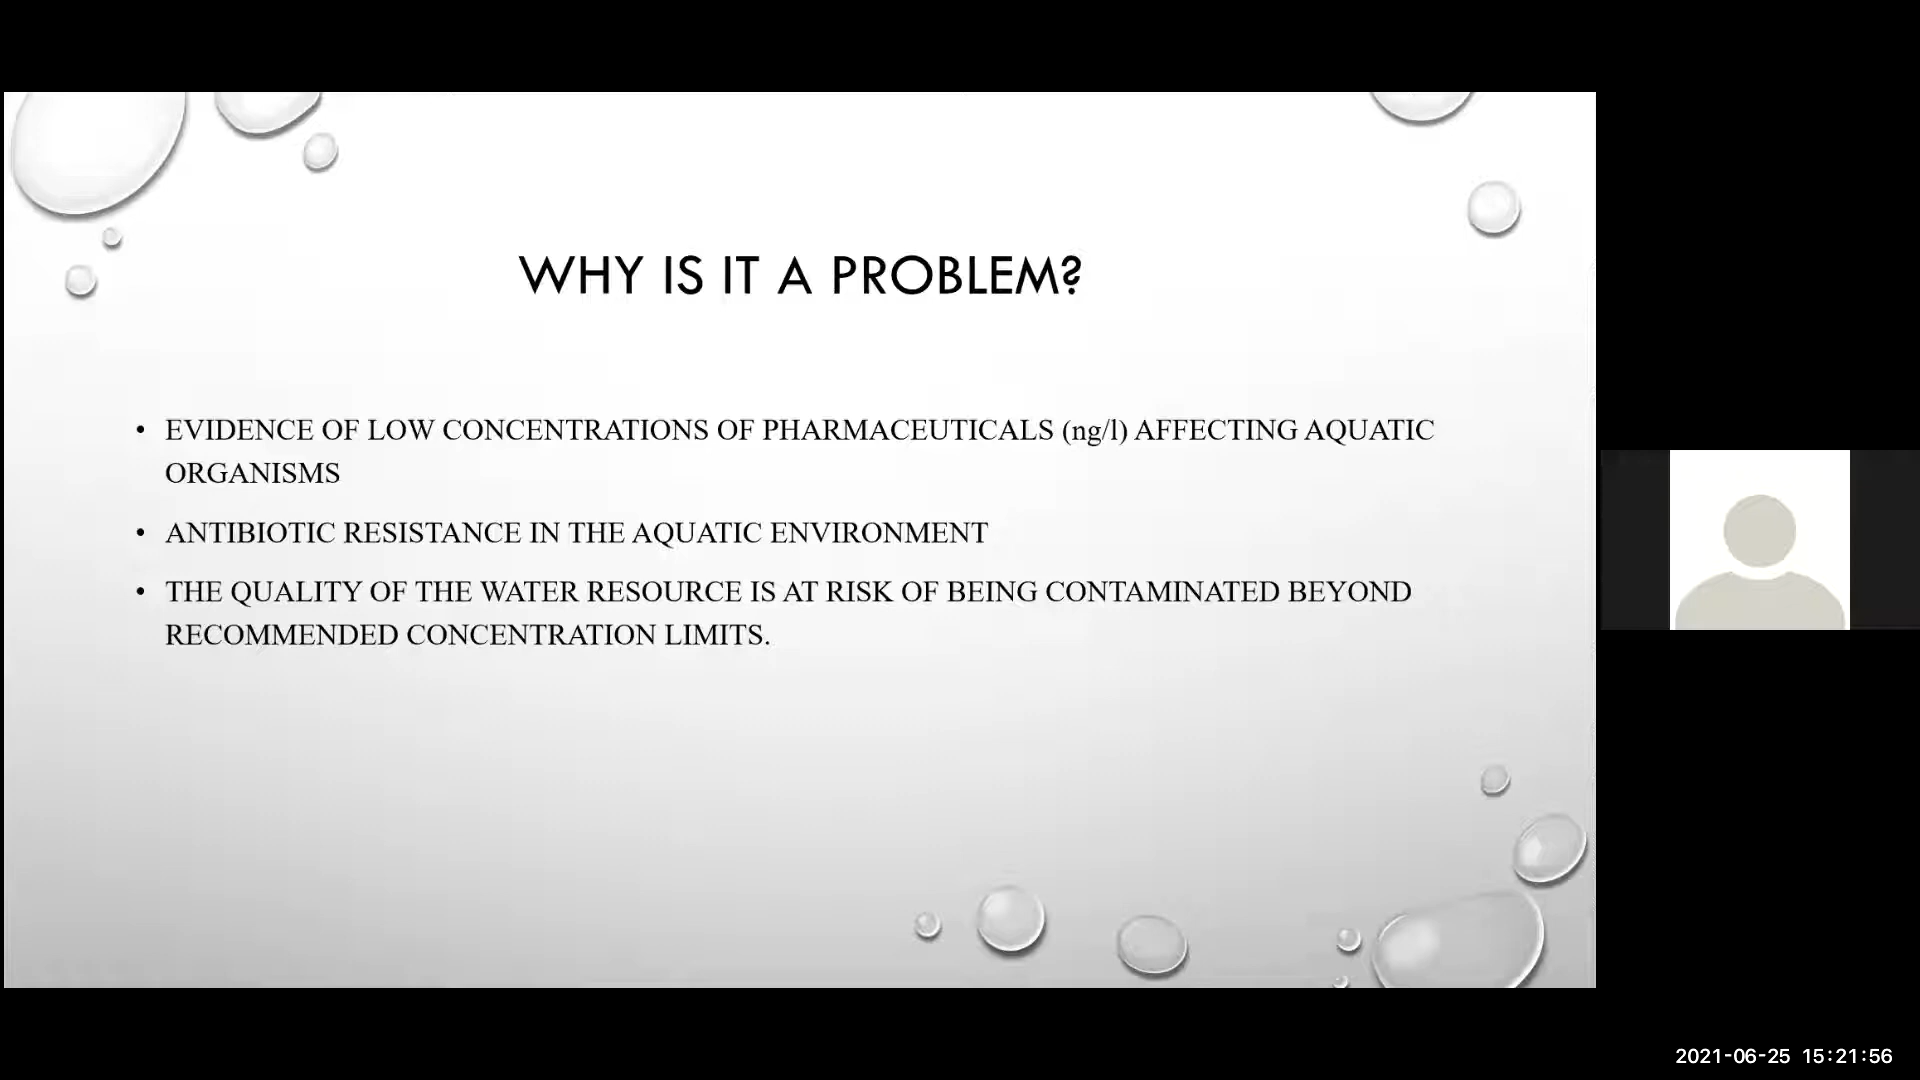 WHY IS IT A PROBLEM?
• EVIDENCE OF LOW CONCENTRATIONS OF PHARMACEUTICALS (ng/l) AFFECTING AQUATIC
ORGANISMS
• ANTIBIOTIC RESISTANCE IN THE AQUATIC ENVIRONMENT
• THE QUALITY OF THE WATER RESOURCE IS AT RISK OF BEING CONTAMINATED BEYOND
RECOMMENDED CONCENTRATION LIMITS.
2021-06-25 15:21:56